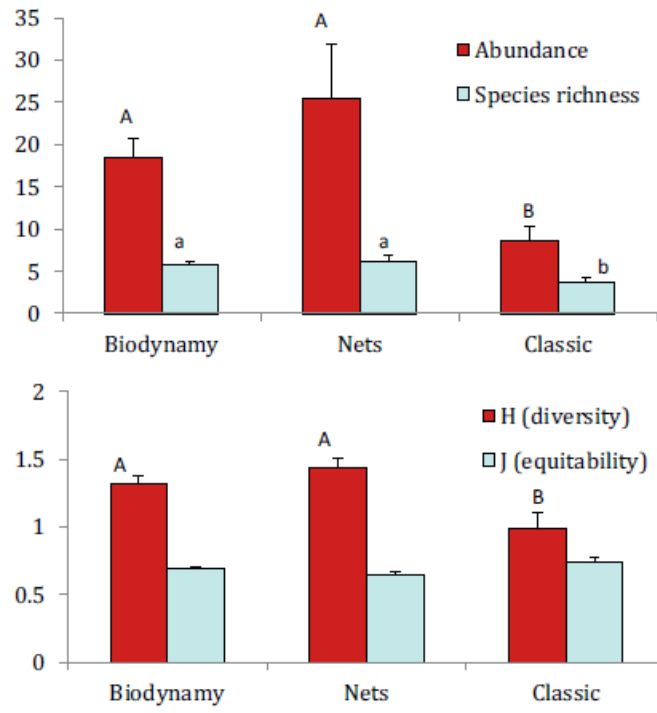 35
30
25
20
15
10
5
0
A
A
B
a
a
b
Abundance
Species richness
Biodynamy Nets Classic
2
1.5
1
0.5
0
A
A
B
H (diversity)
J (equitability)
Biodynamy Nets Classic